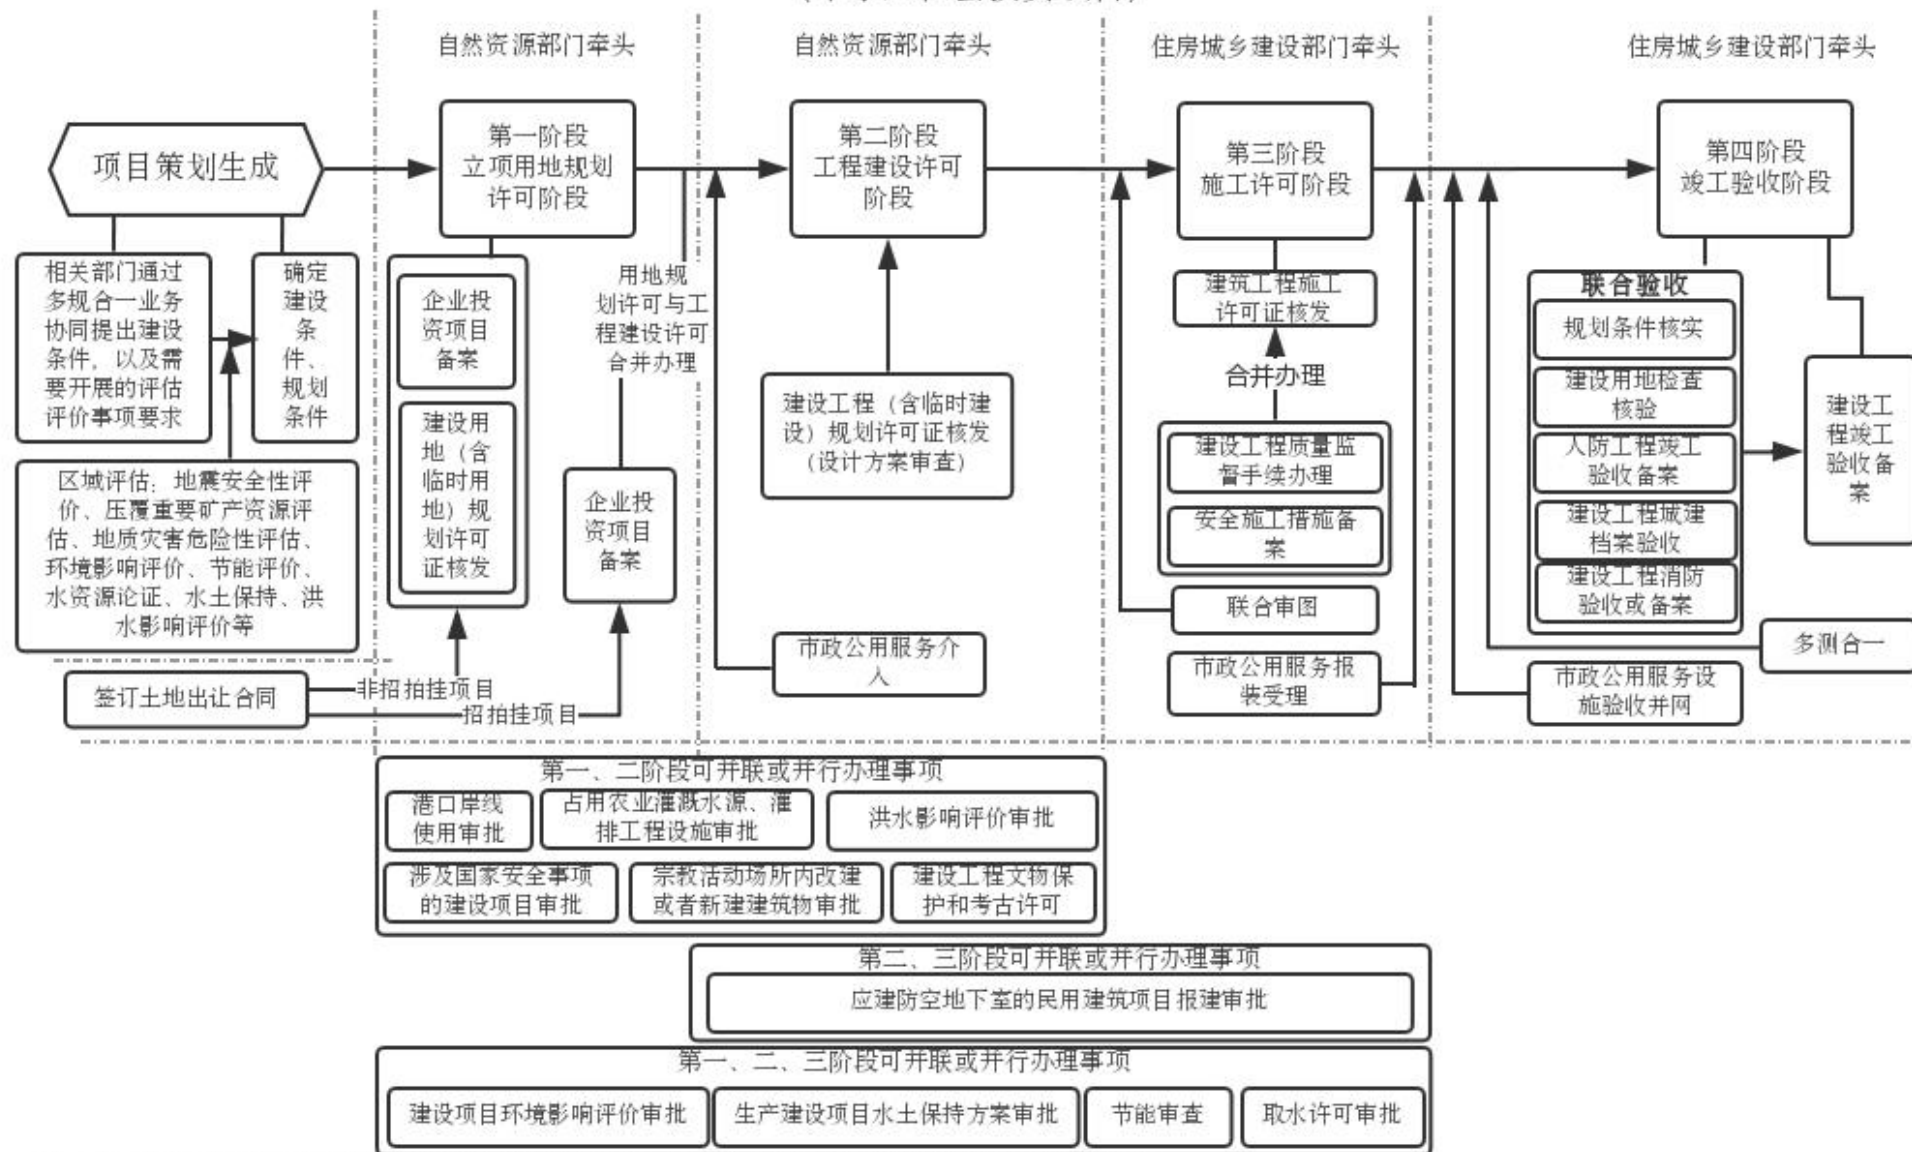 自然资源部门牵头
自然资源部门牵头
住房城乡建设部门牵头
住房城乡建设部门牵头
项目策划生成
第一阶段
立项用地规划
许可阶段
第二阶段
工程建设许可
阶段
第三阶段
施工许可阶段
第四阶段
竣工验收阶段
相关部门通过
多规合一业务
协同提出建设
条件，以及需
要开展的评估
评价事项要求
确定
建设
条
件、
规划
条件
区域评估：地震安全性评
价、压覆重要矿产资源评
估、地质灾害危险性评估、
环境影响评价、节能评价、
水资源论证、水土保持、洪
水影响评价等
签订土地出让合同
非招拍挂项目
招拍挂项目
企业投
资项目
备案
建设用
地（含
临时用
地）规
划许可
证核发
用地规
划许可与工
程建设许可
合并办理
企业投
资项目
备案
建设工程（含临时建
设）规划许可证核发
（设计方案审查）
市政公用服务介
入
建筑工程施工
许可证核发
合并办理
建设工程质量监
督手续办理
安全施工措施备
案
联合审图
市政公用服务报
装受理
联合验收
规划条件核实
建设用地检查
核验
人防工程竣工
验收备案
建设工程城建
档案验收
建设工程消防
验收或备案
建设工
程竣工
验收备
案
多测合一
市政公用服务设
施验收并网
第一、二阶段可并联或并行办理事项
港口岸线
使用审批
占用农业灌溉水源、灌
排工程设施审批
洪水影响评价审批
涉及国家安全事项
的建设项目审批
宗教活动场所内改建
或者新建建筑物审批
建设工程文物保
护和考古许可
第二、三阶段可并联或并行办理事项
应建防空地下室的民用建筑项目报建审批
第一、二、三阶段可并联或并行办理事项
建设项目环境影响评价审批
生产建设项目水土保持方案审批
节能审查
取水许可审批